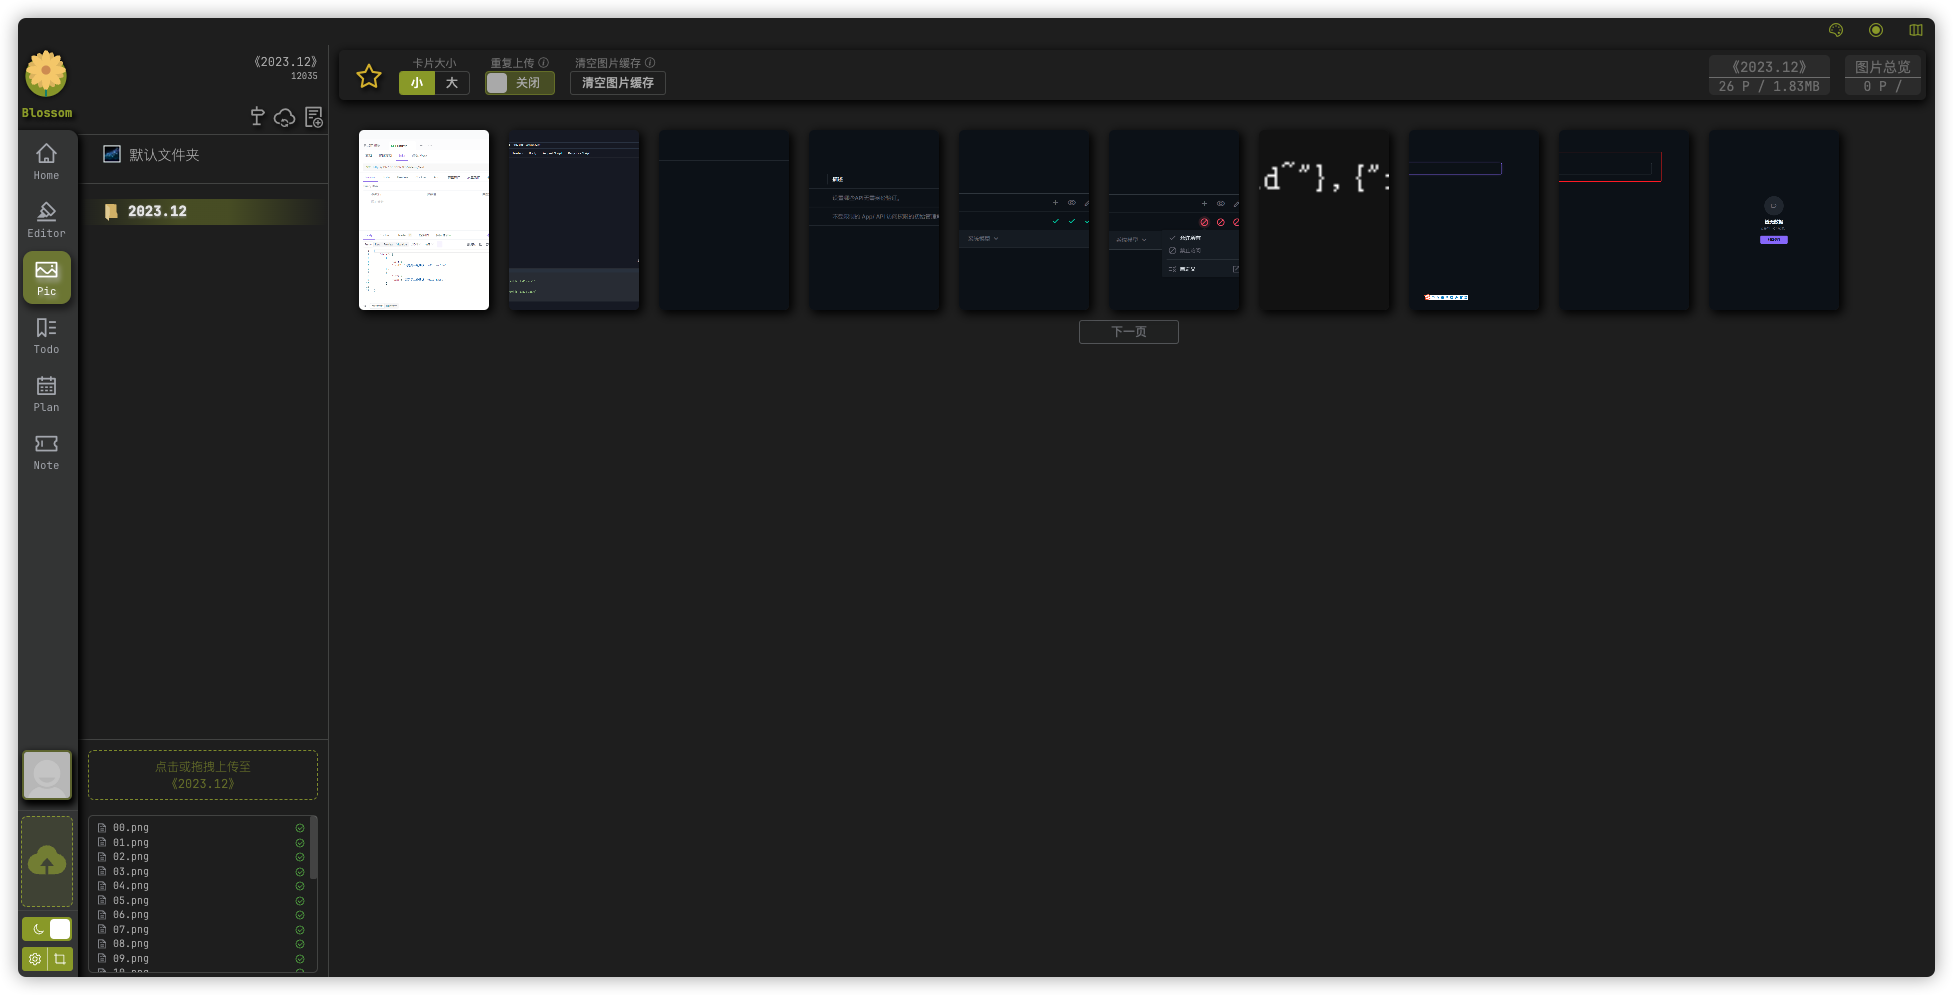 Blossom
Home
Editor
Pic
Todo
Plan
Note
《2023.12》
12035
默认文件夹
2023.12
点击或拖拽上传至
《2023.12》
00.png
01.png
02.png
03.png
04.png
05.png
06.png
07.png
08.png
09.png
10.png
卡片大小
小 大
重复上传
关闭
清空图片缓存
清空图片缓存
《2023.12》
26 P / 1.83MB
图片总览
0 P /
描述
d~"}, {"
下一页